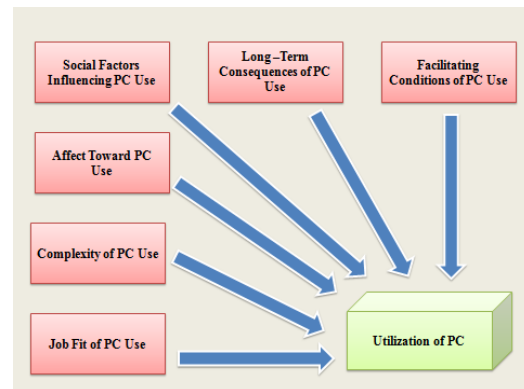 Social Factors
Influencing PC Use
Long –Term
Consequences of PC
Use
Facilitating
Conditions of PC Use
Affect Toward PC
Use
Complexity of PC Use
Job Fit of PC Use
Utilization of PC